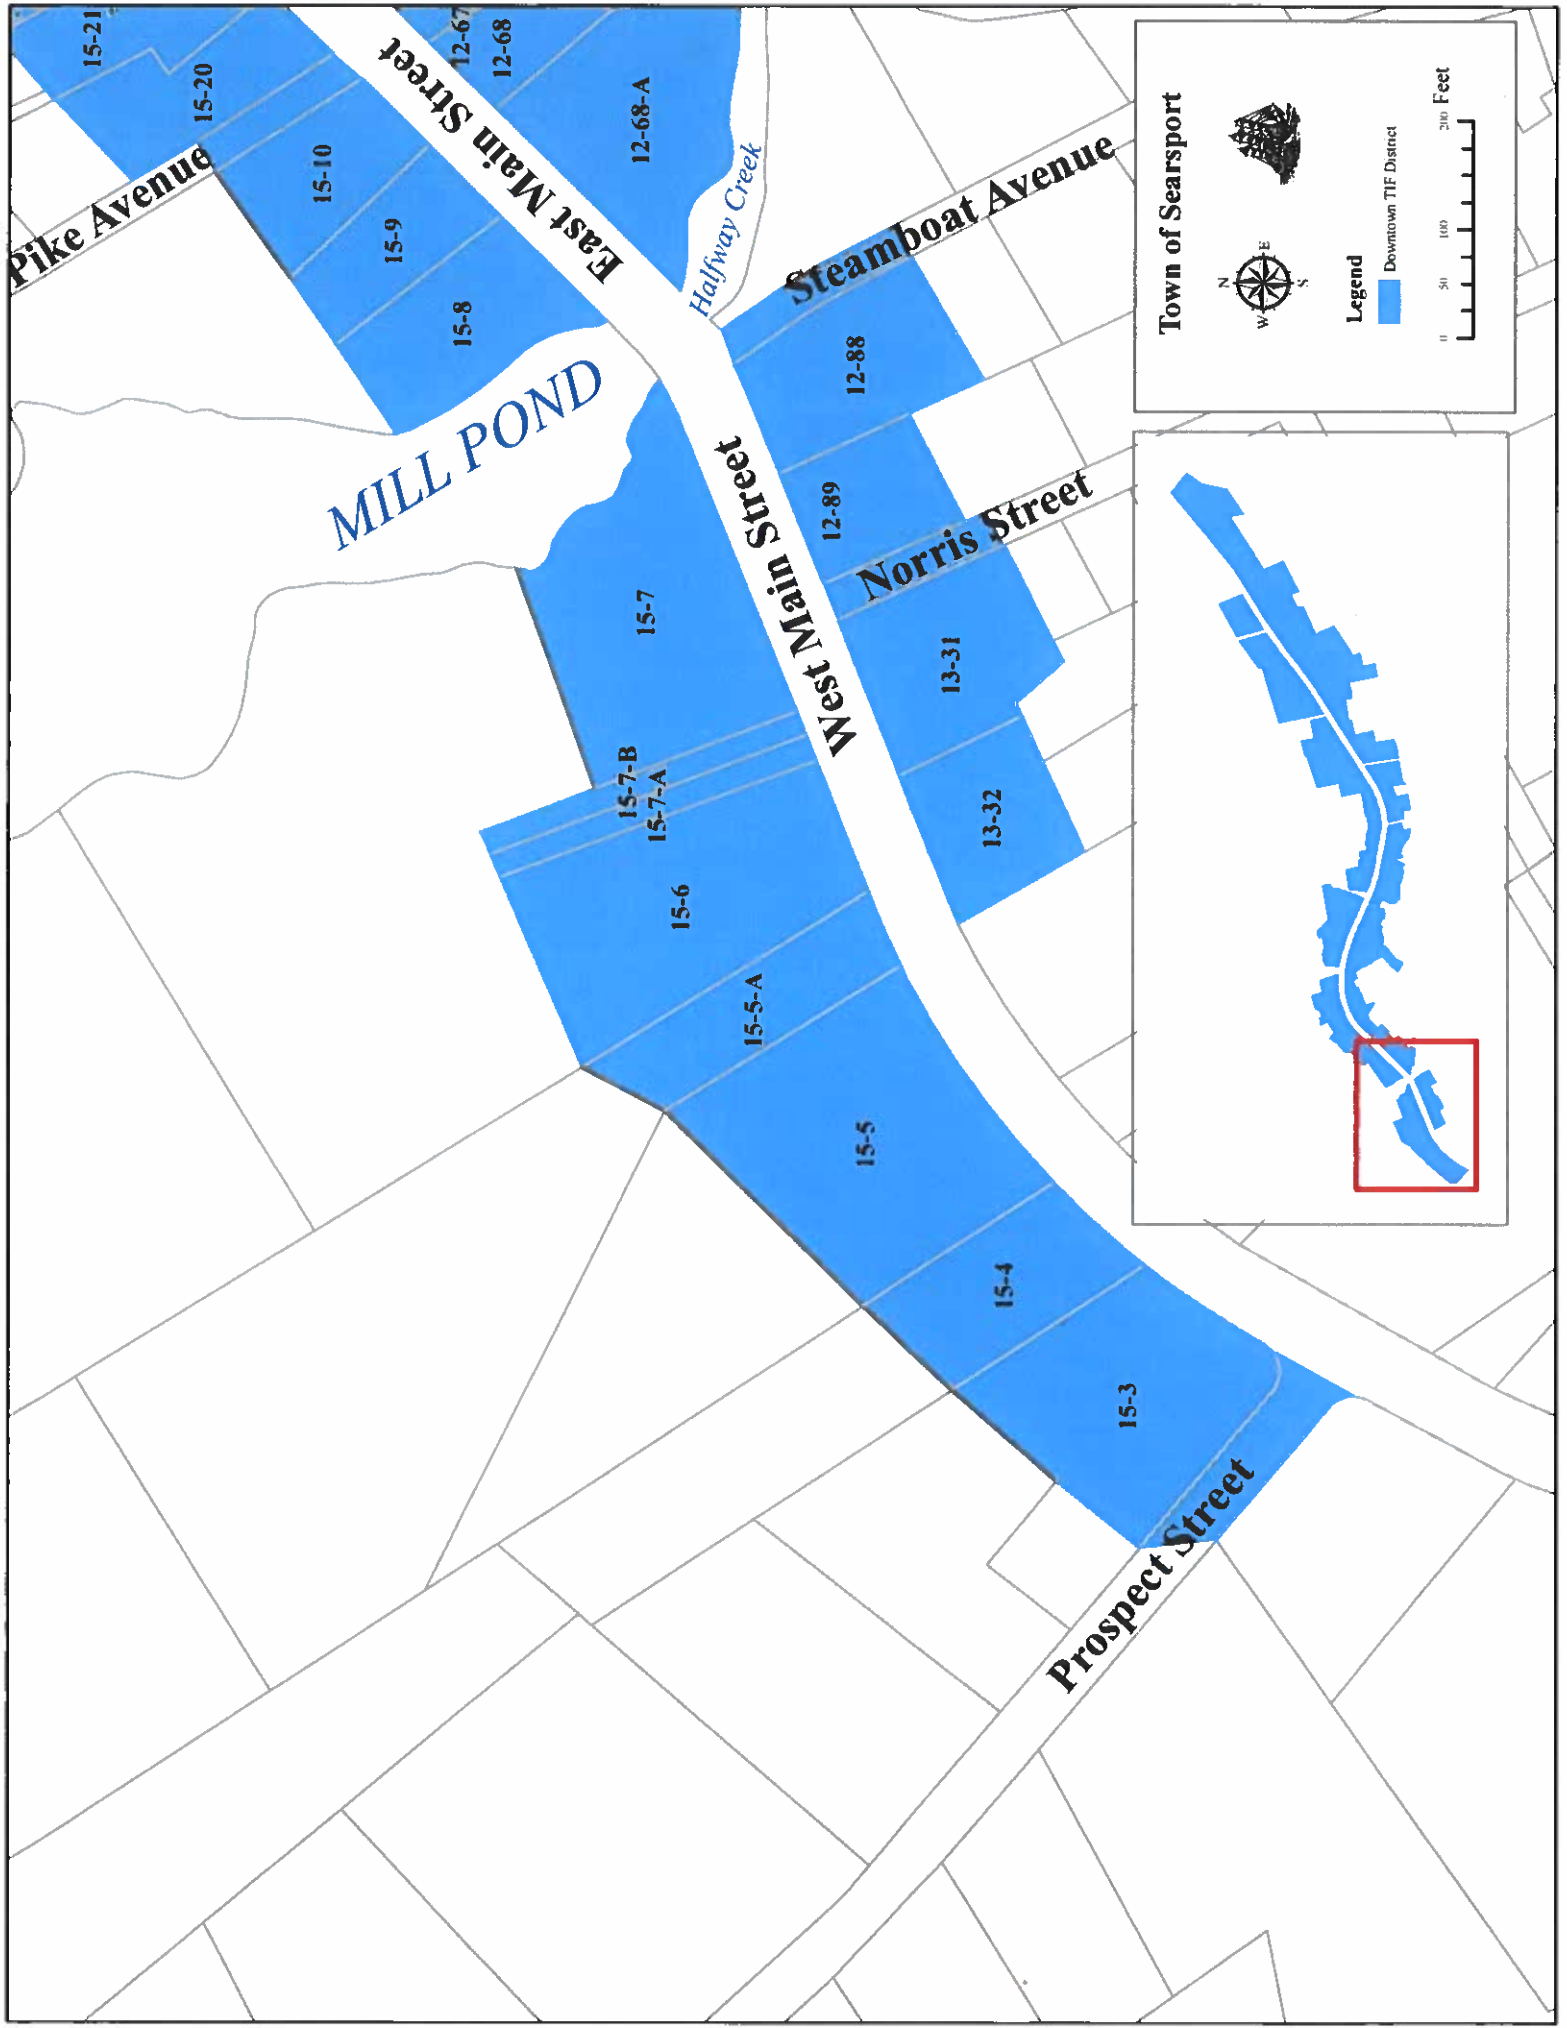 15-21
15-20
12-67
12-68
Pike Avenue
15-10
East Main Street
12-68-A
15-9
Halfway Creek
15-8
Steamboat Avenue
MILL POND
12-88
12-89
West Main Street
Norris Street
15-7
13-31
15-7-B
15-7-A
13-32
15-6
15-5-A
15-5
15-4
15-3
Prospect Street
Town of Searsport
N
W
E
S
Legend
Downtown TIF District
0 50 100 200 Feet